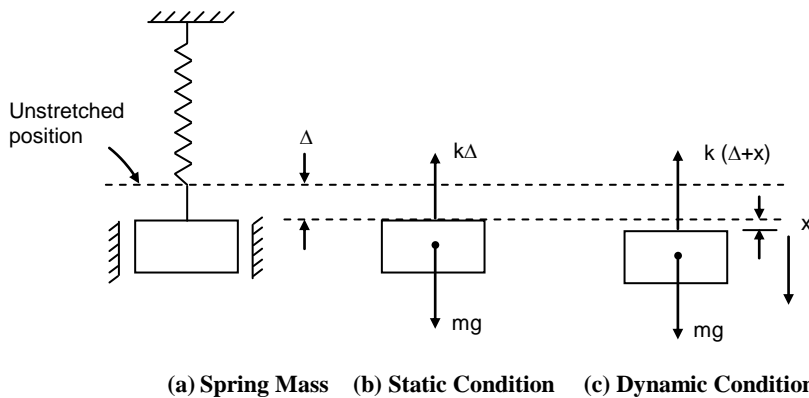 Unstretched
position
Δ
kΔ
k (Δ+x)
x
mg
mg
(a) Spring Mass (b) Static Condition (c) Dynamic Condition